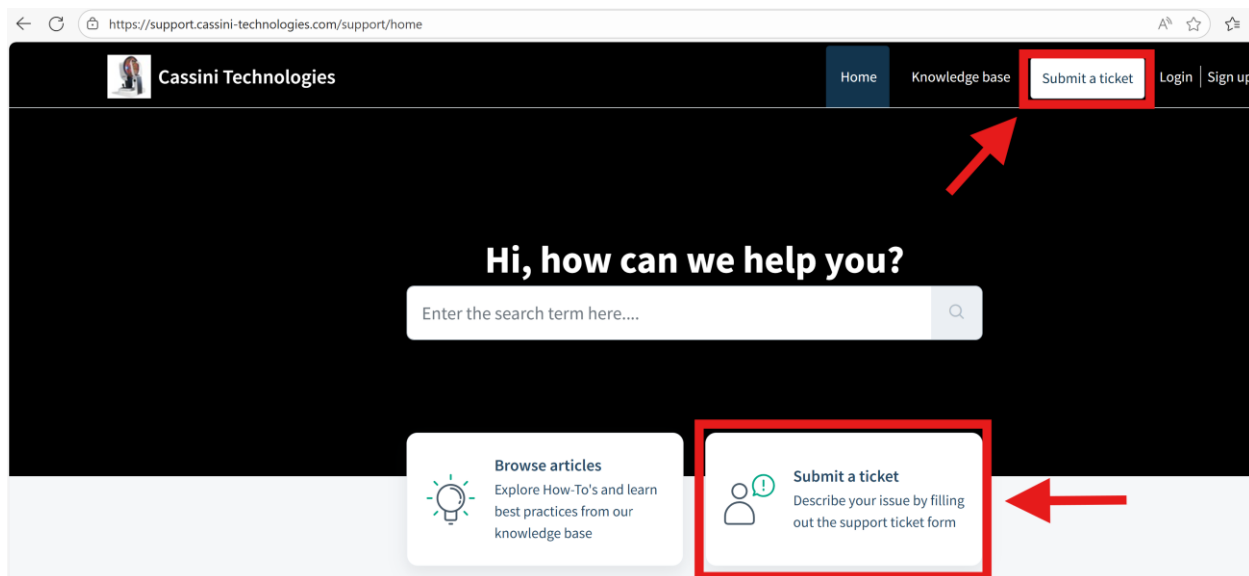 https://support.cassini-technologies.com/support/home
Cassini Technologies
Home
Knowledge base
Submit a ticket
Login
Sign up
Hi, how can we help you?
Enter the search term here....
Browse articles
Explore How-To's and learn
best practices from our
knowledge base
Submit a ticket
Describe your issue by filling
out the support ticket form